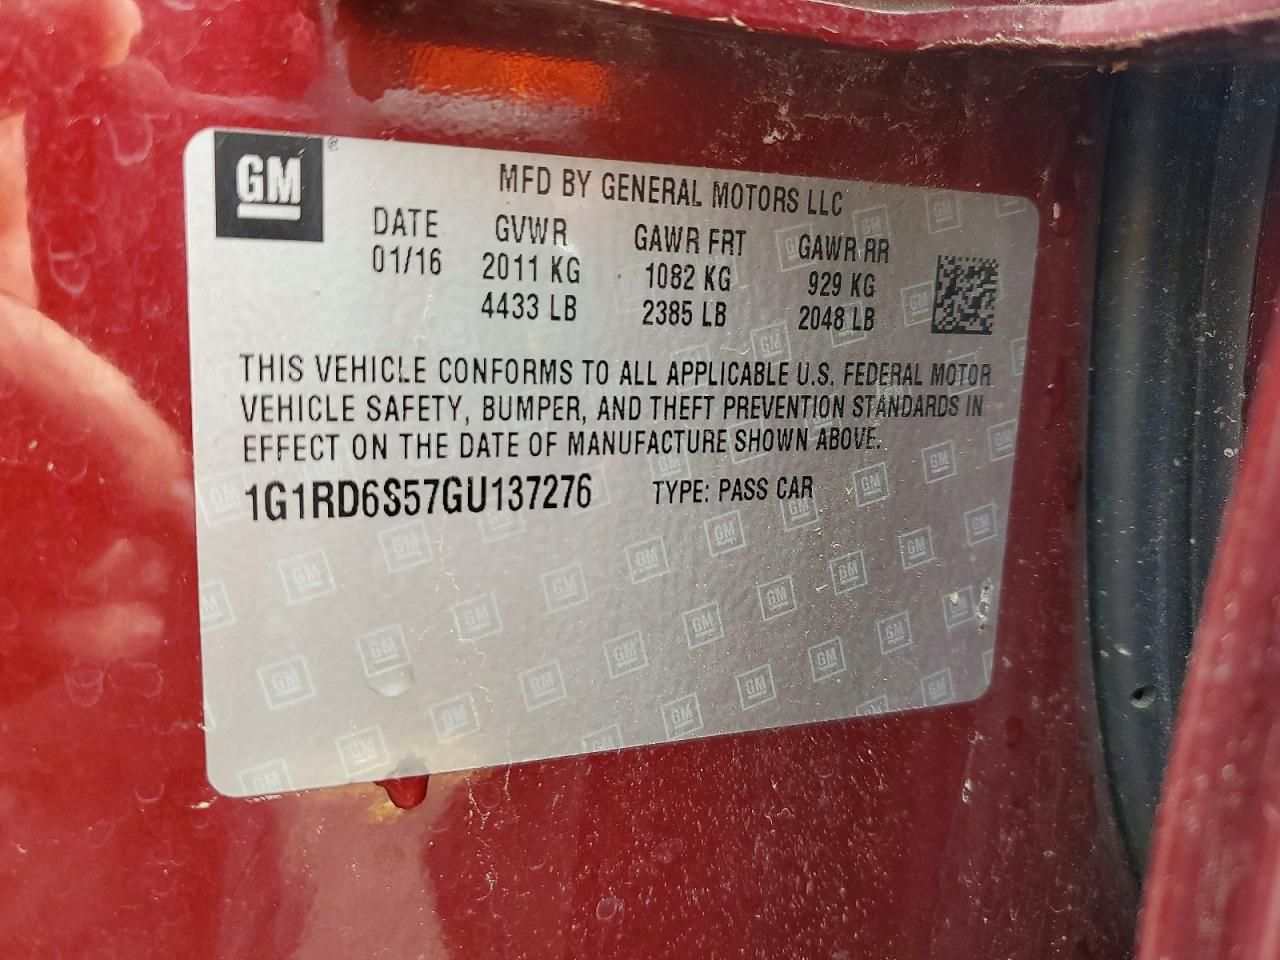 GM ®
MFD BY GENERAL MOTORS LLC
DATE GVWR GAWR FRT GAWR RR
01/16 2011 KG 1082 KG 929 KG
4433 LB 2385 LB 2048 LB
THIS VEHICLE CONFORMS TO ALL APPLICABLE U.S. FEDERAL MOTOR
VEHICLE SAFETY, BUMPER, AND THEFT PREVENTION STANDARDS IN
EFFECT ON THE DATE OF MANUFACTURE SHOWN ABOVE.
1G1RD6S57GU137276 TYPE: PASS CAR